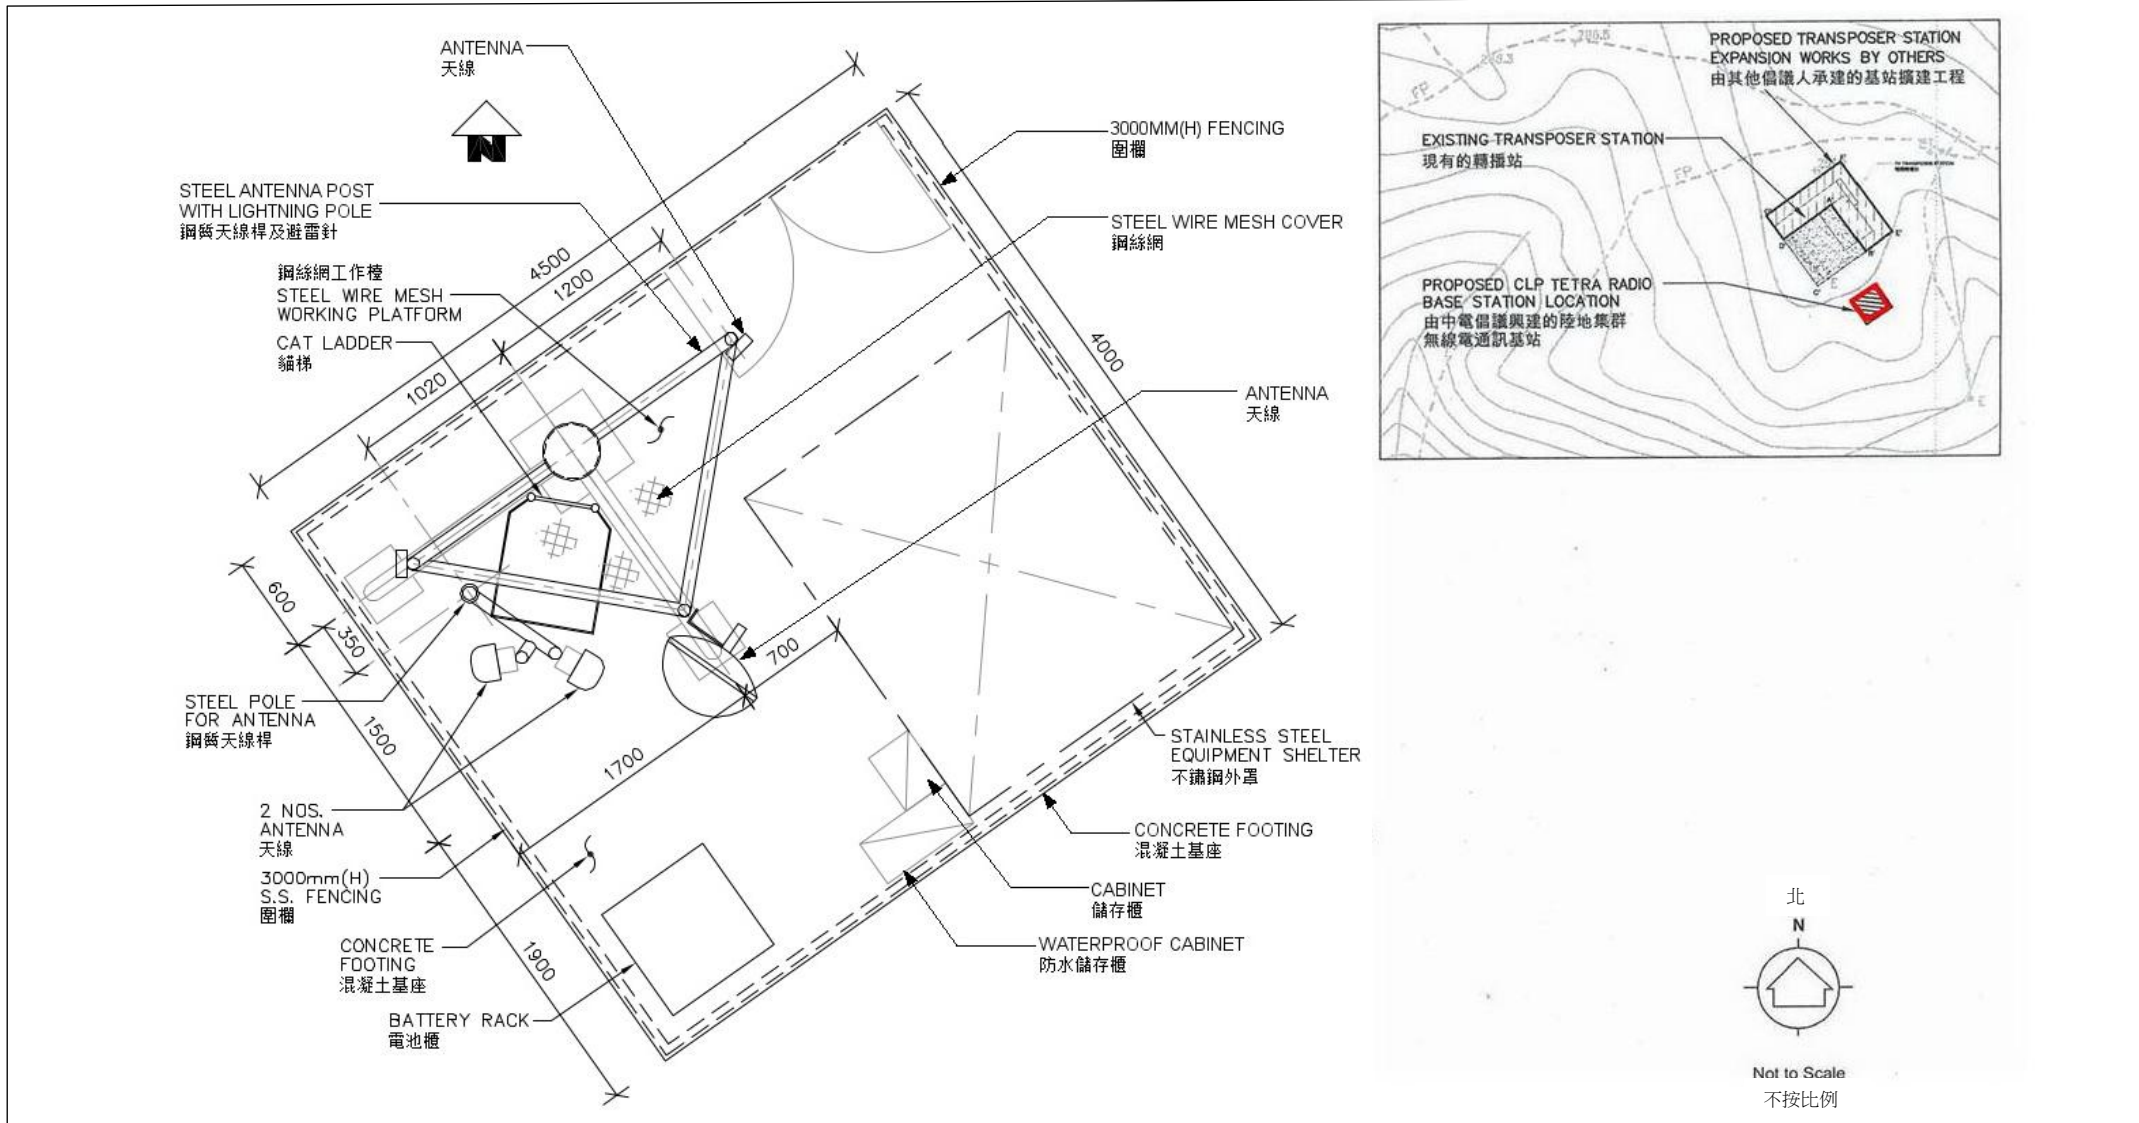 ANTENNA
天線
N
STEEL ANTENNA POST
WITH LIGHTNING POLE
鋼質天線桿及避雷針
鋼絲網工作檯
STEEL WIRE MESH
WORKING PLATFORM
CAT LADDER
貓梯
4500
1200
1020
3000MM(H) FENCING
圍欄
STEEL WIRE MESH COVER
鋼絲網
4000
ANTENNA
天線
600
350
700
STEEL POLE
FOR ANTENNA
鋼質天線桿
1500
1700
2 NOS.
ANTENNA
天線
3000mm(H)
S.S. FENCING
圍欄
CONCRETE
FOOTING
混凝土基座
1900
BATTERY RACK
電池櫃
STAINLESS STEEL
EQUIPMENT SHELTER
不鏽鋼外罩
CONCRETE FOOTING
混凝土基座
CABINET
儲存櫃
WATERPROOF CABINET
防水儲存櫃
PROPOSED TRANSPOSER STATION
EXPANSION WORKS BY OTHERS
由其他倡議人承建的基站擴建工程
FP
EXISTING TRANSPOSER STATION
現有的轉播站
FP
PROPOSED CLP TETRA RADIO
BASE STATION LOCATION
由中電倡議興建的陸地集群
無線電通訊基站
E
E
北
N
Not to Scale
不按比例